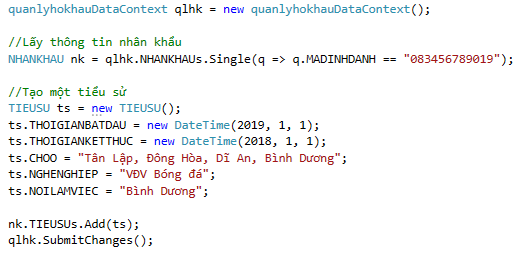 quanlyhokhauDataContext qlhk = new quanlyhokhauDataContext();
//Lấy thông tin nhân khẩu
NHANKHAU nk = qlhk.NHANKHAUs.Single(q => q.MADINHDANH == "083456789019");
//Tạo một tiểu sử
TIEUSU ts = new TIEUSU();
ts.THOIGIANBATDAU = new DateTime(2019, 1, 1);
ts.THOIGIANKETTHUC = new DateTime(2018, 1, 1);
ts.CHOO = "Tân Lập, Đông Hòa, Dĩ An, Bình Dương";
ts.NGHENGHIEP = "VĐV Bóng đá";
ts.NOILAMVIEC = "Bình Dương";
nk.TIEUSUs.Add(ts);
qlhk.SubmitChanges();